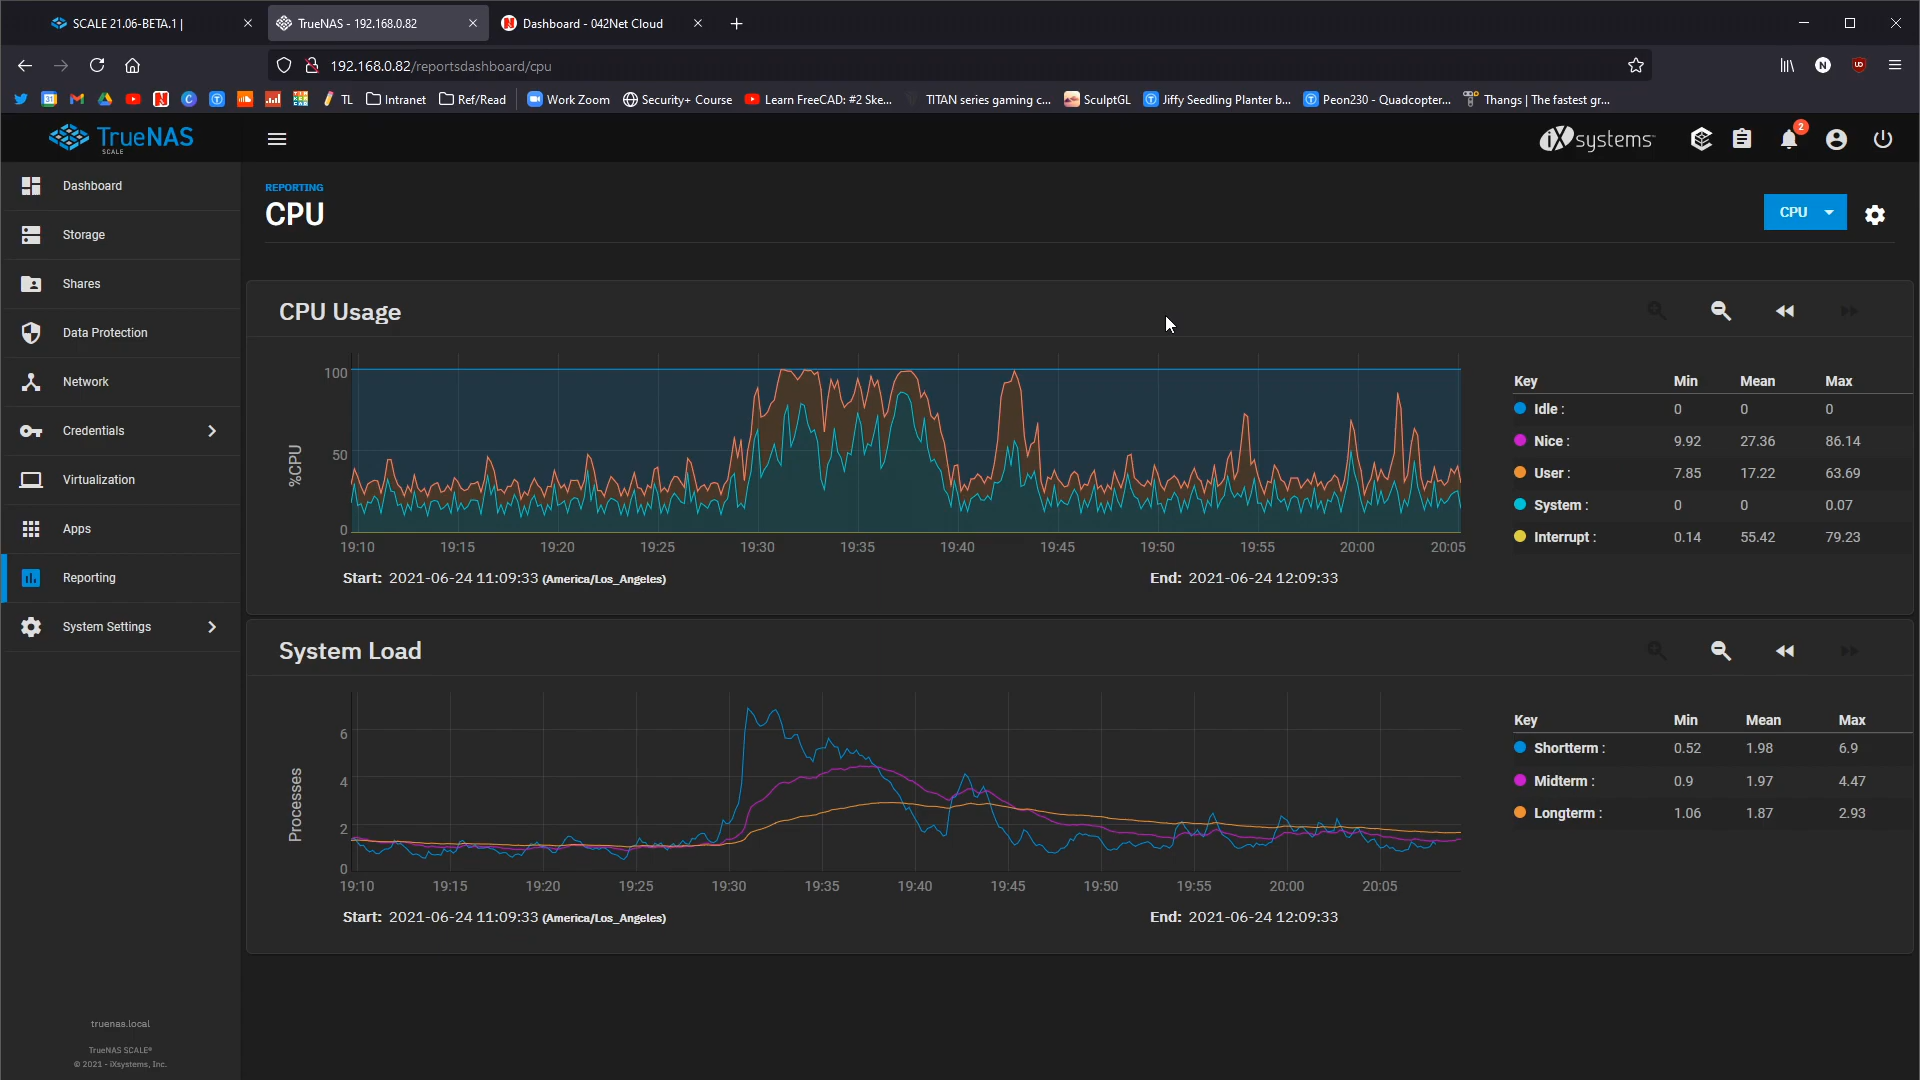 SCALE 21.06-BETA.1 |
TrueNAS - 192.168.0.82
Dashboard - 042Net Cloud
192.168.0.82/reportsdashboard/cpu
TL
Intranet
Ref/Read
Work Zoom
Security+ Course
Learn FreeCAD: #2 Ske...
TITAN series gaming c...
SculptGL
Jiffy Seedling Planter b...
Peon230 - Quadcopter...
Thangs | The fastest gr...
TrueNAS
SCALE
iXsystems
2
Dashboard
Storage
Shares
Data Protection
Network
Credentials
Virtualization
Apps
Reporting
System Settings
truenas.local
TrueNAS SCALE®
© 2021 - iXsystems, Inc.
REPORTING
CPU
CPU
CPU Usage
%CPU
100
50
0
19:10 19:15 19:20 19:25 19:30 19:35 19:40 19:45 19:50 19:55 20:00 20:05
Start: 2021-06-24 11:09:33 (America/Los_Angeles)
End: 2021-06-24 12:09:33
Key Min Mean Max
Idle : 0 0 0
Nice : 9.92 27.36 86.14
User : 7.85 17.22 63.69
System : 0 0 0.07
Interrupt : 0.14 55.42 79.23
System Load
Processes
6
4
2
0
19:10 19:15 19:20 19:25 19:30 19:35 19:40 19:45 19:50 19:55 20:00 20:05
Start: 2021-06-24 11:09:33 (America/Los_Angeles)
End: 2021-06-24 12:09:33
Key Min Mean Max
Shortterm : 0.52 1.98 6.9
Midterm : 0.9 1.97 4.47
Longterm : 1.06 1.87 2.93